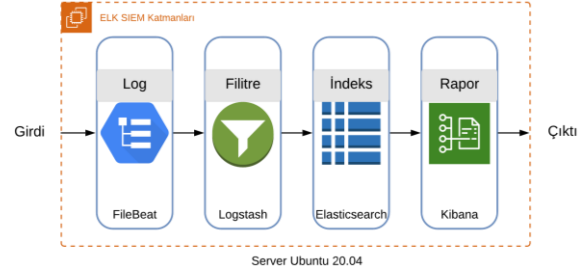 ELK SIEM Katmanları
Log
Filitre
İndeks
Rapor
Girdi
Çıktı
FileBeat
Logstash
Elasticsearch
Kibana
Server Ubuntu 20.04